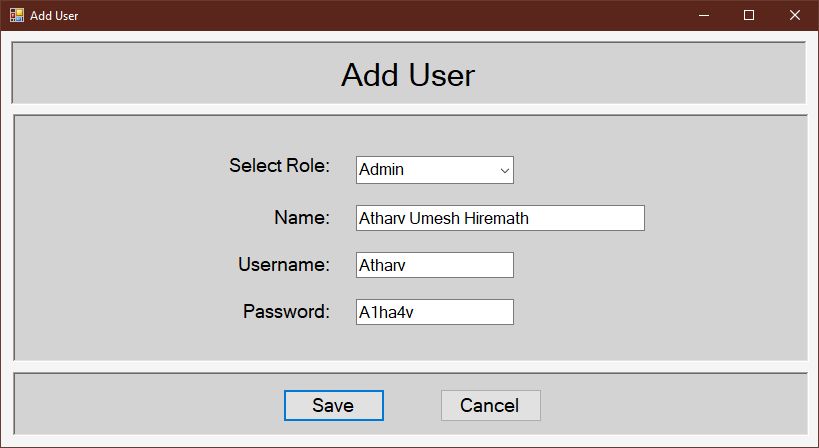 Add User
Add User
Select Role: Admin
Name: Atharv Umesh Hiremath
Username: Atharv
Password: A1ha4v
Save Cancel